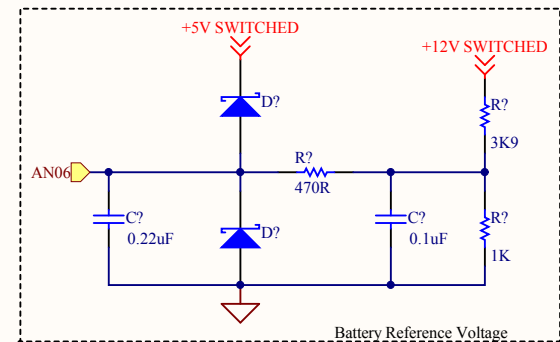 +5V SWITCHED
+12V SWITCHED
D?
R?
3K9
AN06
R?
470R
C?
0.22uF
D?
C?
0.1uF
R?
1K
Battery Reference Voltage